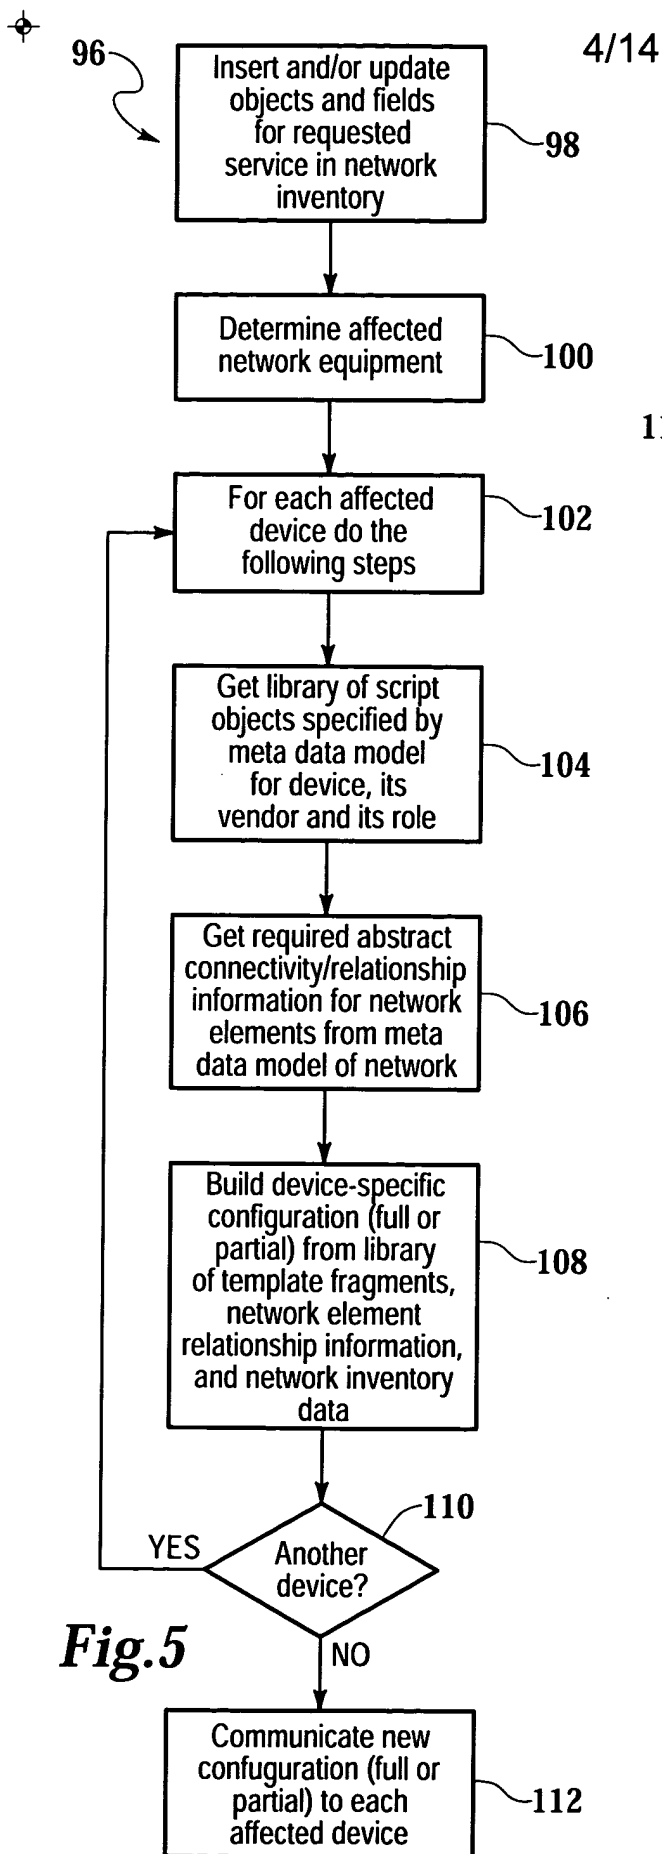 96
4/14
Insert and/or update
objects and fields
for requested
service in network
inventory
98
Determine affected
network equipment
100
11
For each affected
device do the
following steps
102
Get library of script
objects specified by
meta data model
for device, its
vendor and its role
104
Get required abstract
connectivity/relationship
information for network
elements from meta
data model of network
106
Build device-specific
configuration (full or
partial) from library
of template fragments,
network element
relationship information,
and network inventory
data
108
110
YES
Another
device?
Fig.5
NO
Communicate new
confuguration (full or
partial) to each
affected device
112